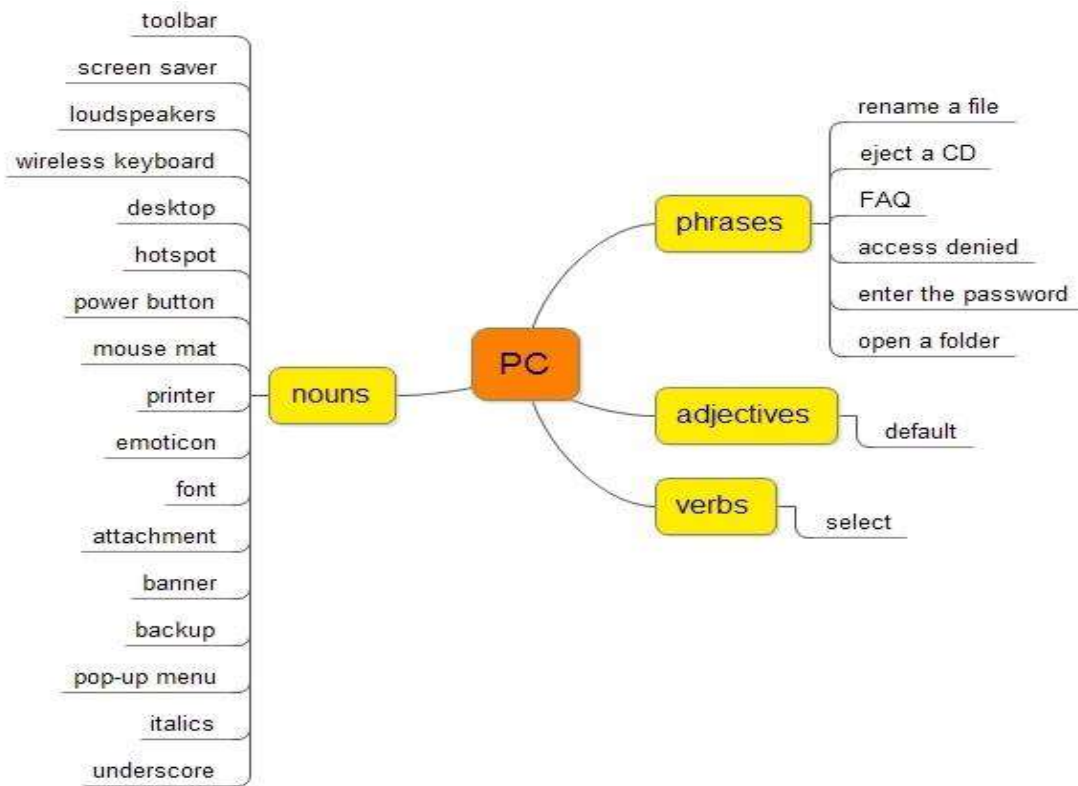 toolbar
screen saver
loudspeakers
wireless keyboard
desktop
hotspot
power button
mouse mat
printer
emoticon
font
attachment
banner
backup
pop-up menu
italics
underscore
nouns
PC
phrases
rename a file
eject a CD
FAQ
access denied
enter the password
open a folder
adjectives
default
verbs
select